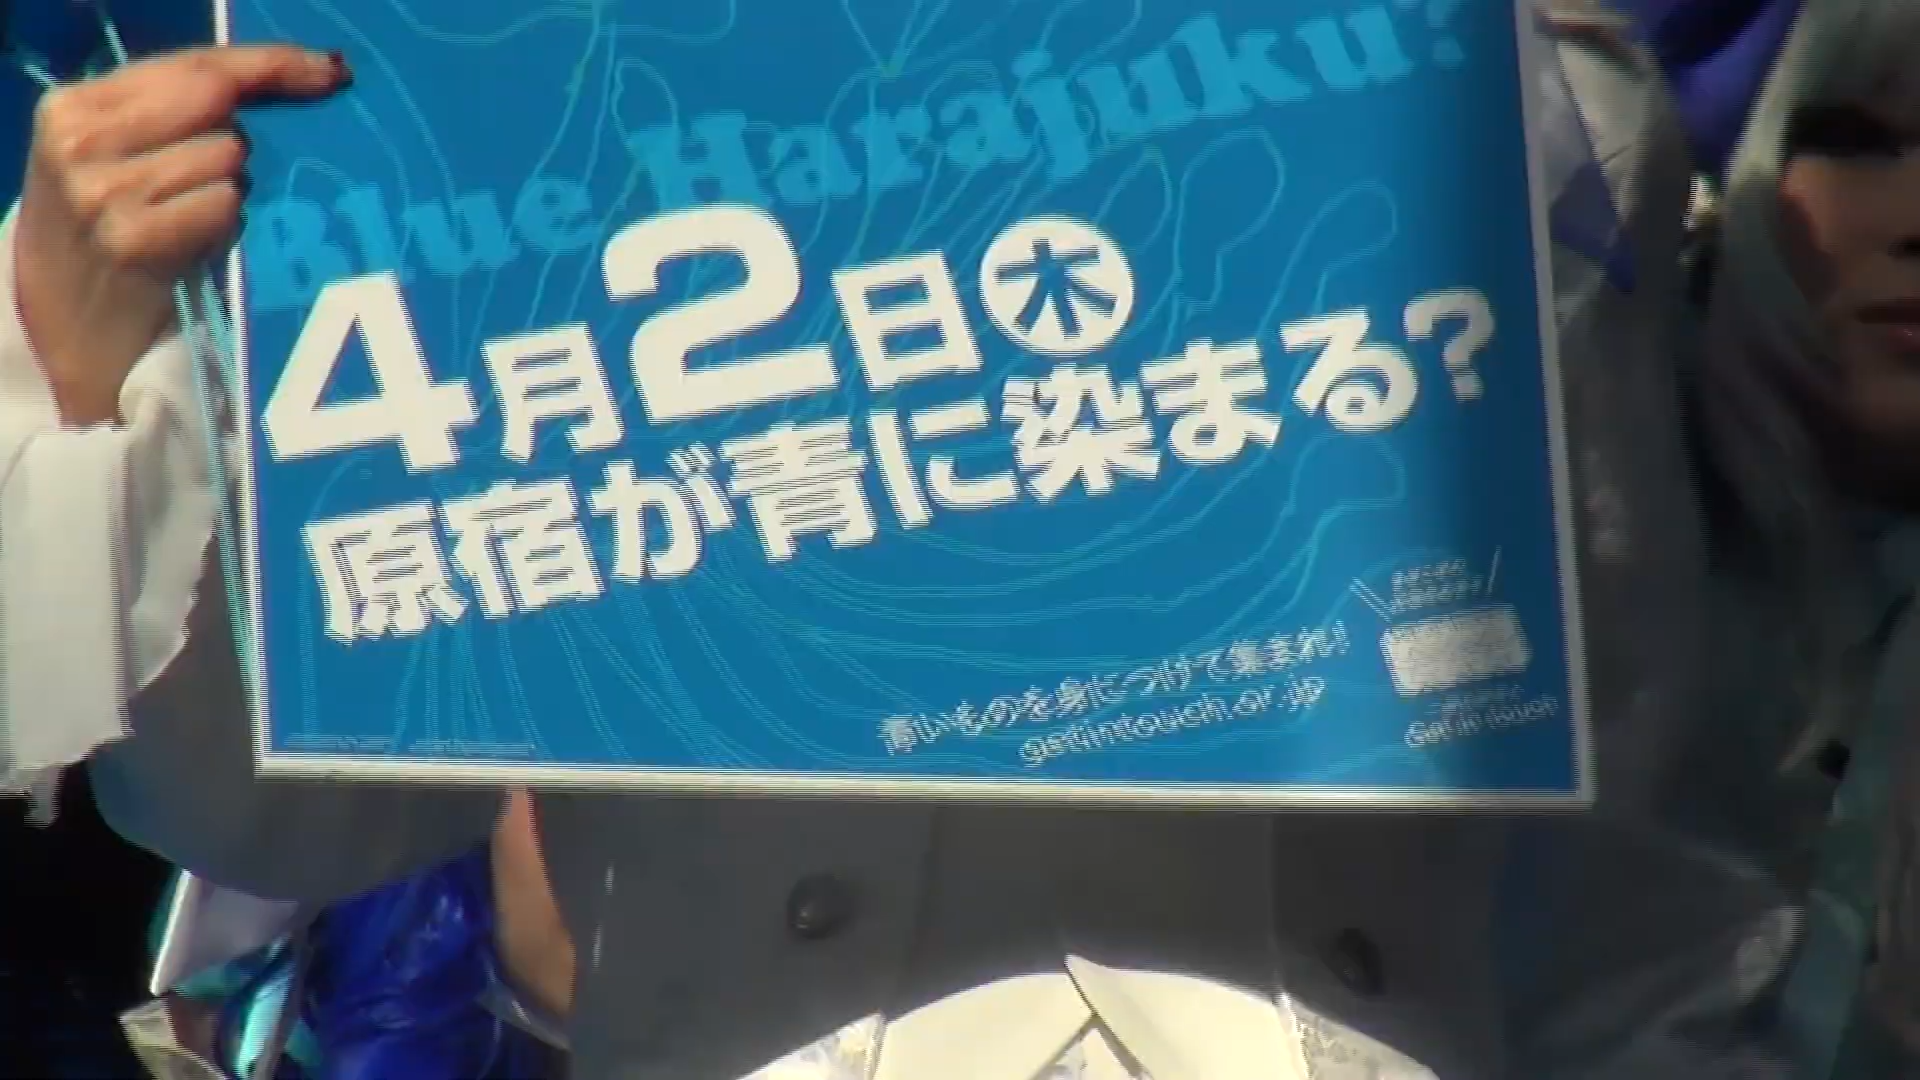 Blue Harajuku?
4月2日木
原宿が青に染まる?
青いものを身につけて集まれ!
getintouch.or.jp
Get in touch